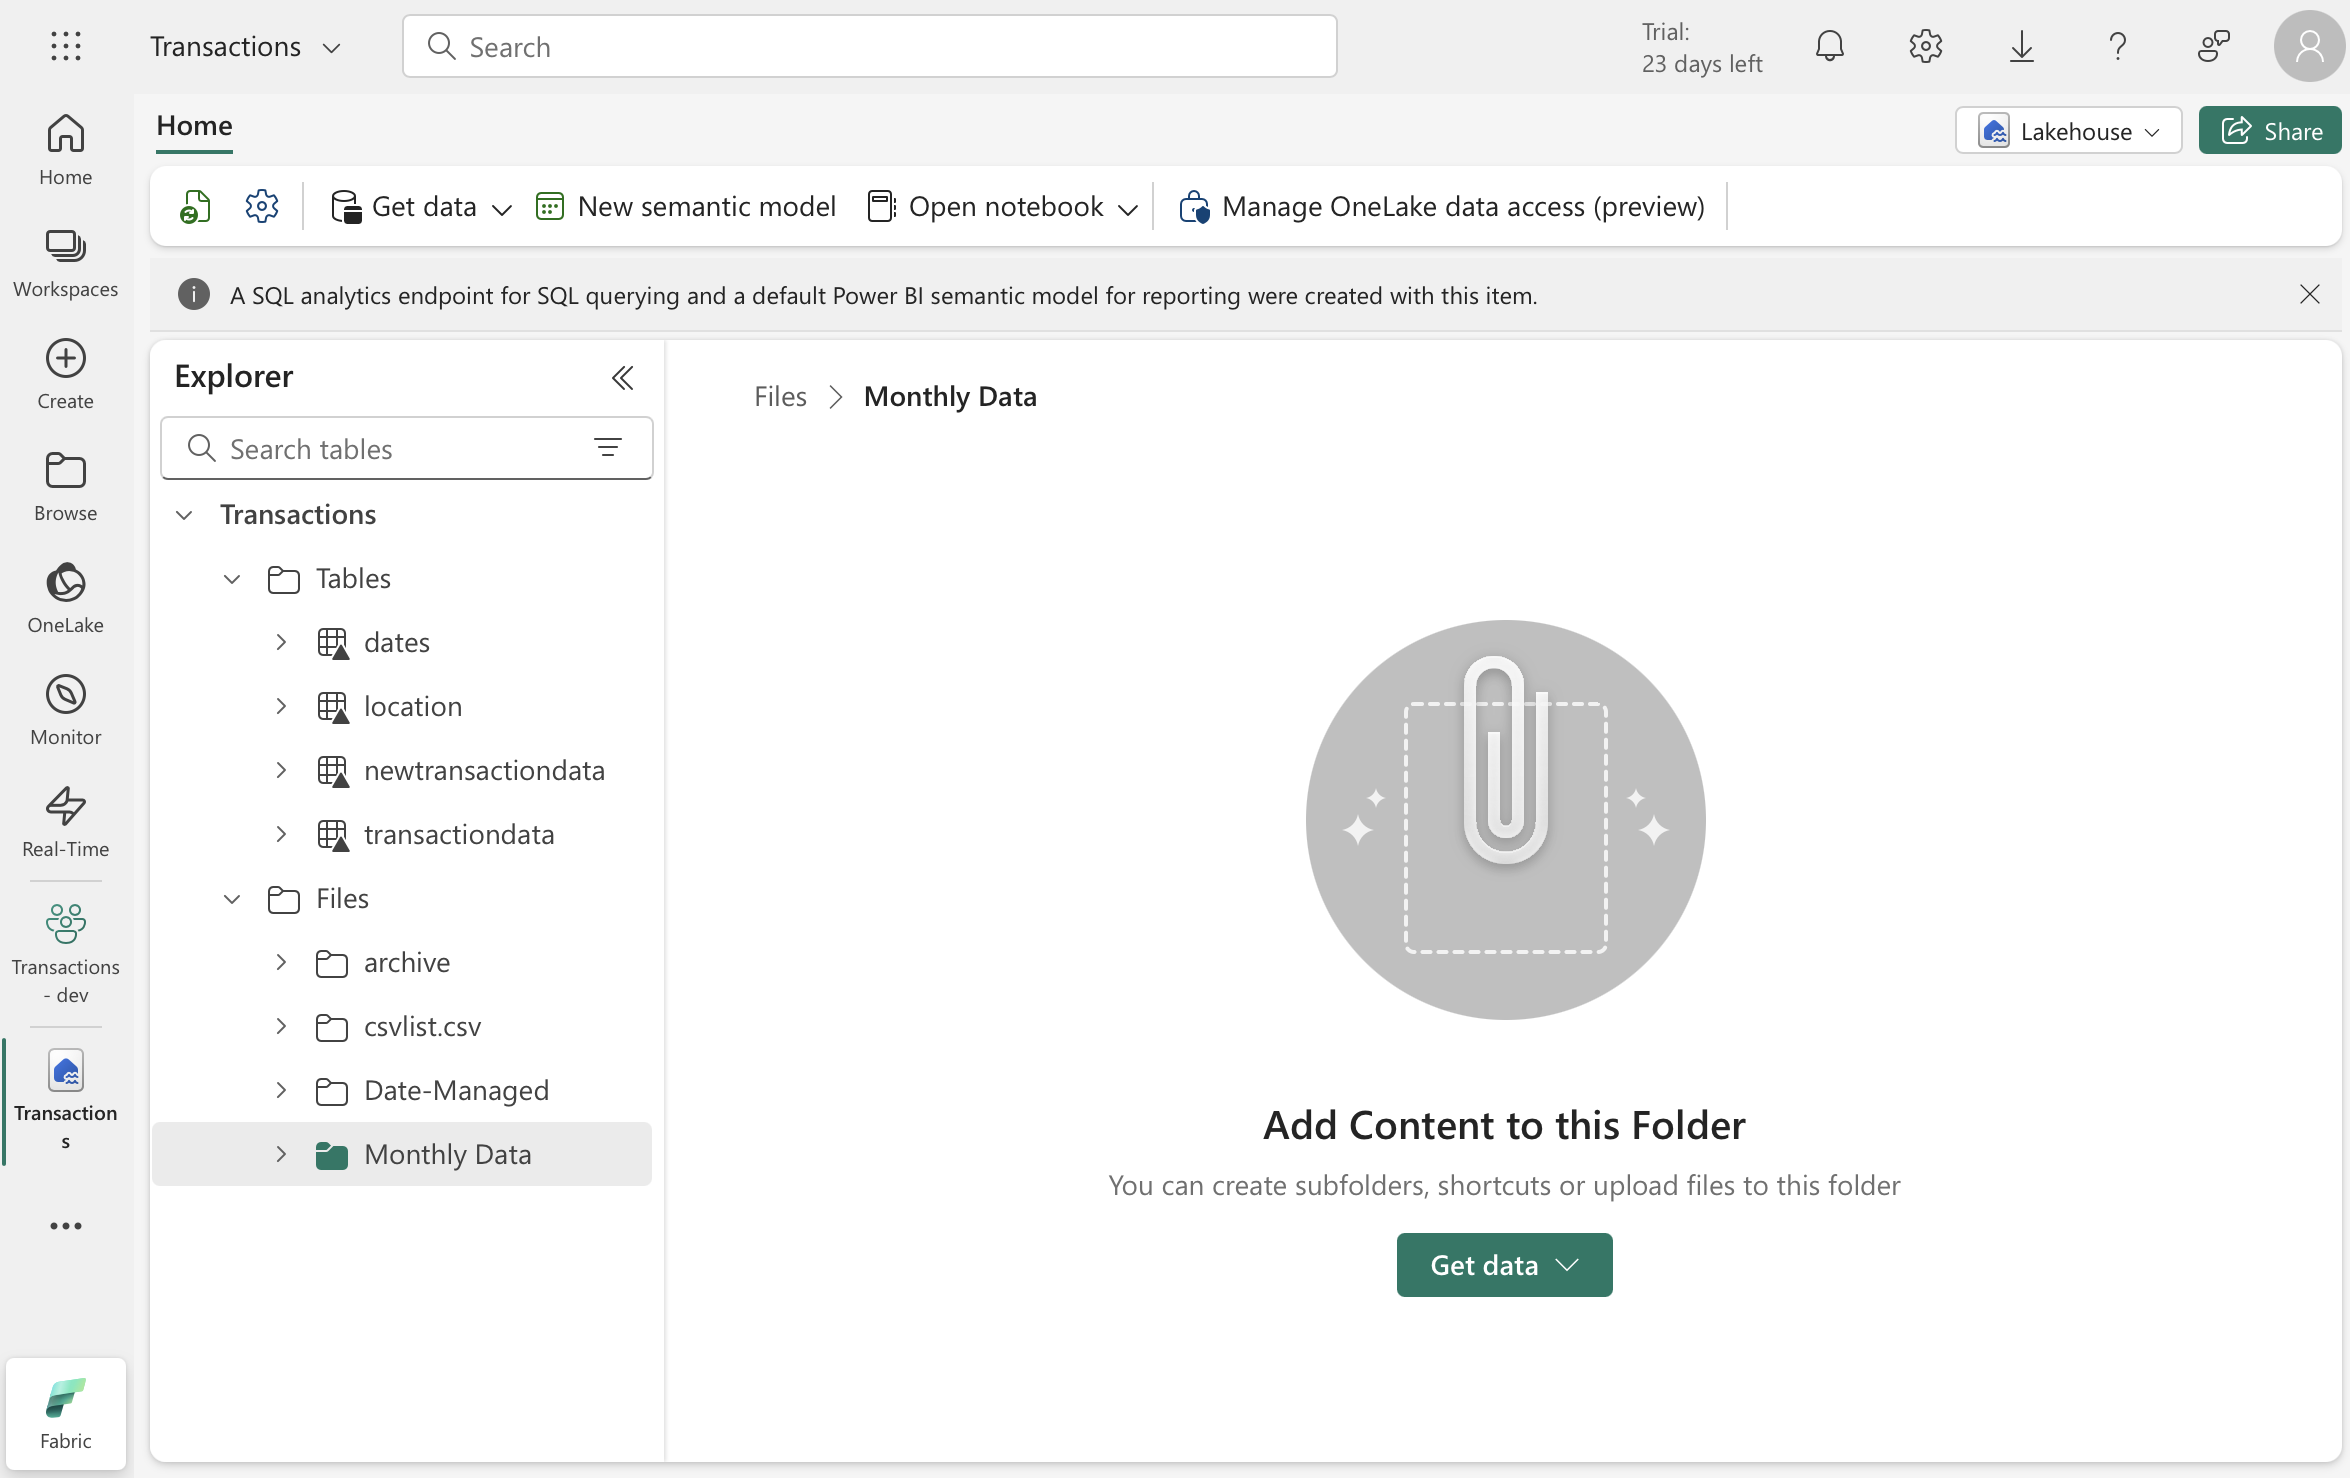 Transactions
Search
Trial:
23 days left
Home
Workspaces
Create
Browse
OneLake
Monitor
Real-Time
Transactions
- dev
Transaction
s
Fabric
Home
Lakehouse
Share
Get data
New semantic model
Open notebook
Manage OneLake data access (preview)
A SQL analytics endpoint for SQL querying and a default Power BI semantic model for reporting were created with this item.
Explorer
Search tables
Transactions
Tables
dates
location
newtransactiondata
transactiondata
Files
archive
csvlist.csv
Date-Managed
Monthly Data
Files > Monthly Data
Add Content to this Folder
You can create subfolders, shortcuts or upload files to this folder
Get data